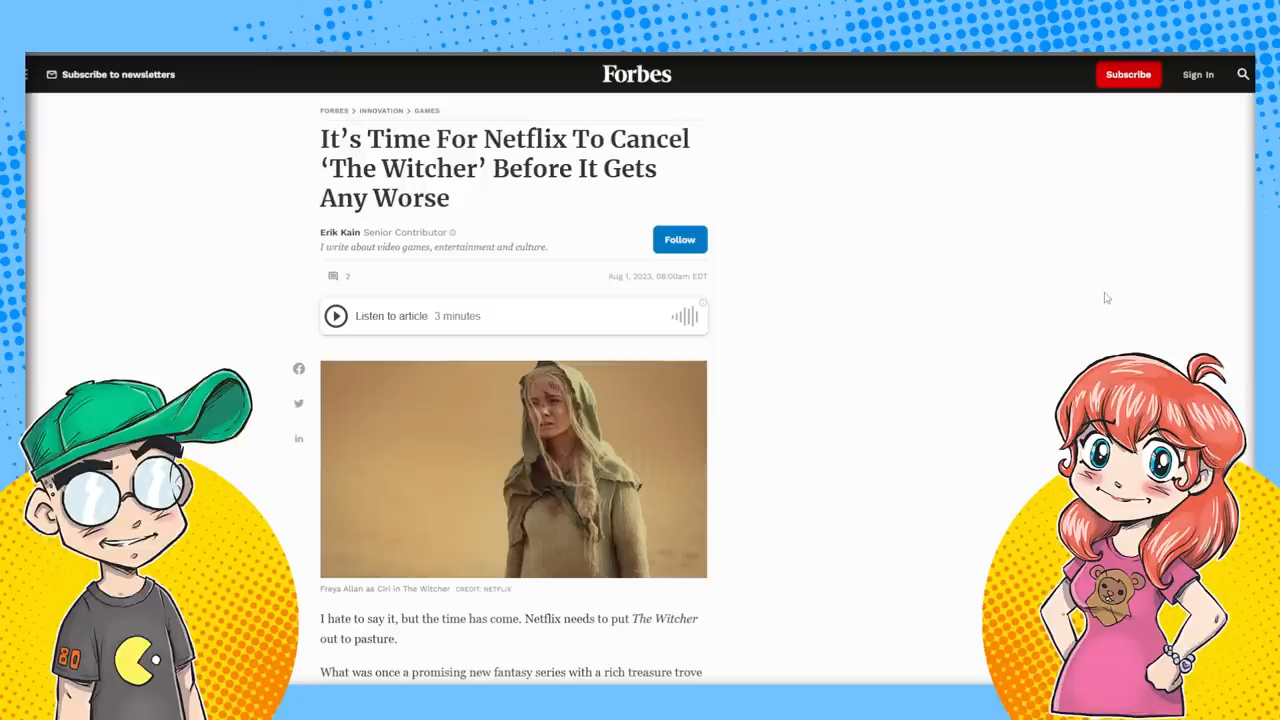 Subscribe to newsletters
Forbes
Subscribe
Sign In
FORBES > INNOVATION > GAMES
It's Time For Netflix To Cancel
'The Witcher' Before It Gets
Any Worse
Erik Kain Senior Contributor
I write about video games, entertainment and culture.
Follow
2
Aug 1, 2023, 08:00am EDT
Listen to article 3 minutes
Freya Allan as Ciri in The Witcher CREDIT: NETFLIX
I hate to say it, but the time has come. Netflix needs to put The Witcher
out to pasture.
What was once a promising new fantasy series with a rich treasure trove
80